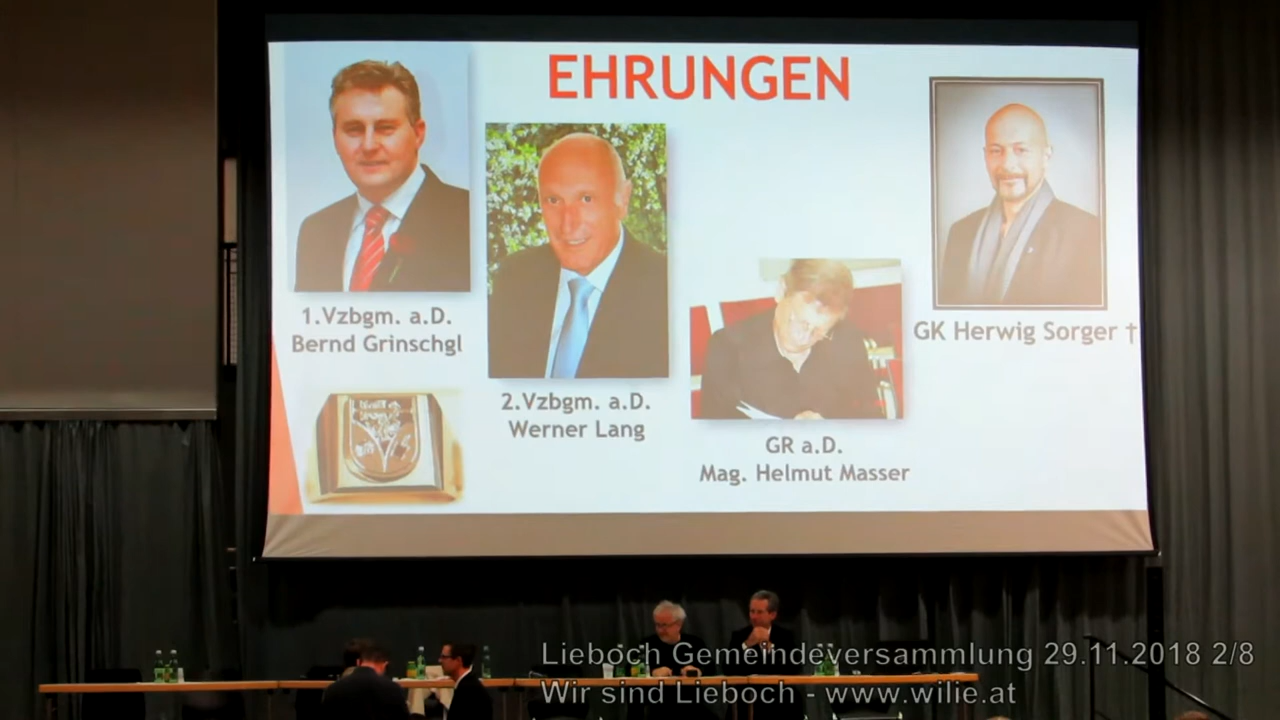 EHRUNGEN
1.Vzbgm. a.D.
Bernd Grinschgl
2.Vzbgm. a.D.
Werner Lang
GR a.D.
Mag. Helmut Masser
GK Herwig Sorger †
Lieboch Gemeindeversammlung 29.11.2018 2/8
Wir sind Lieboch - www.wilie.at